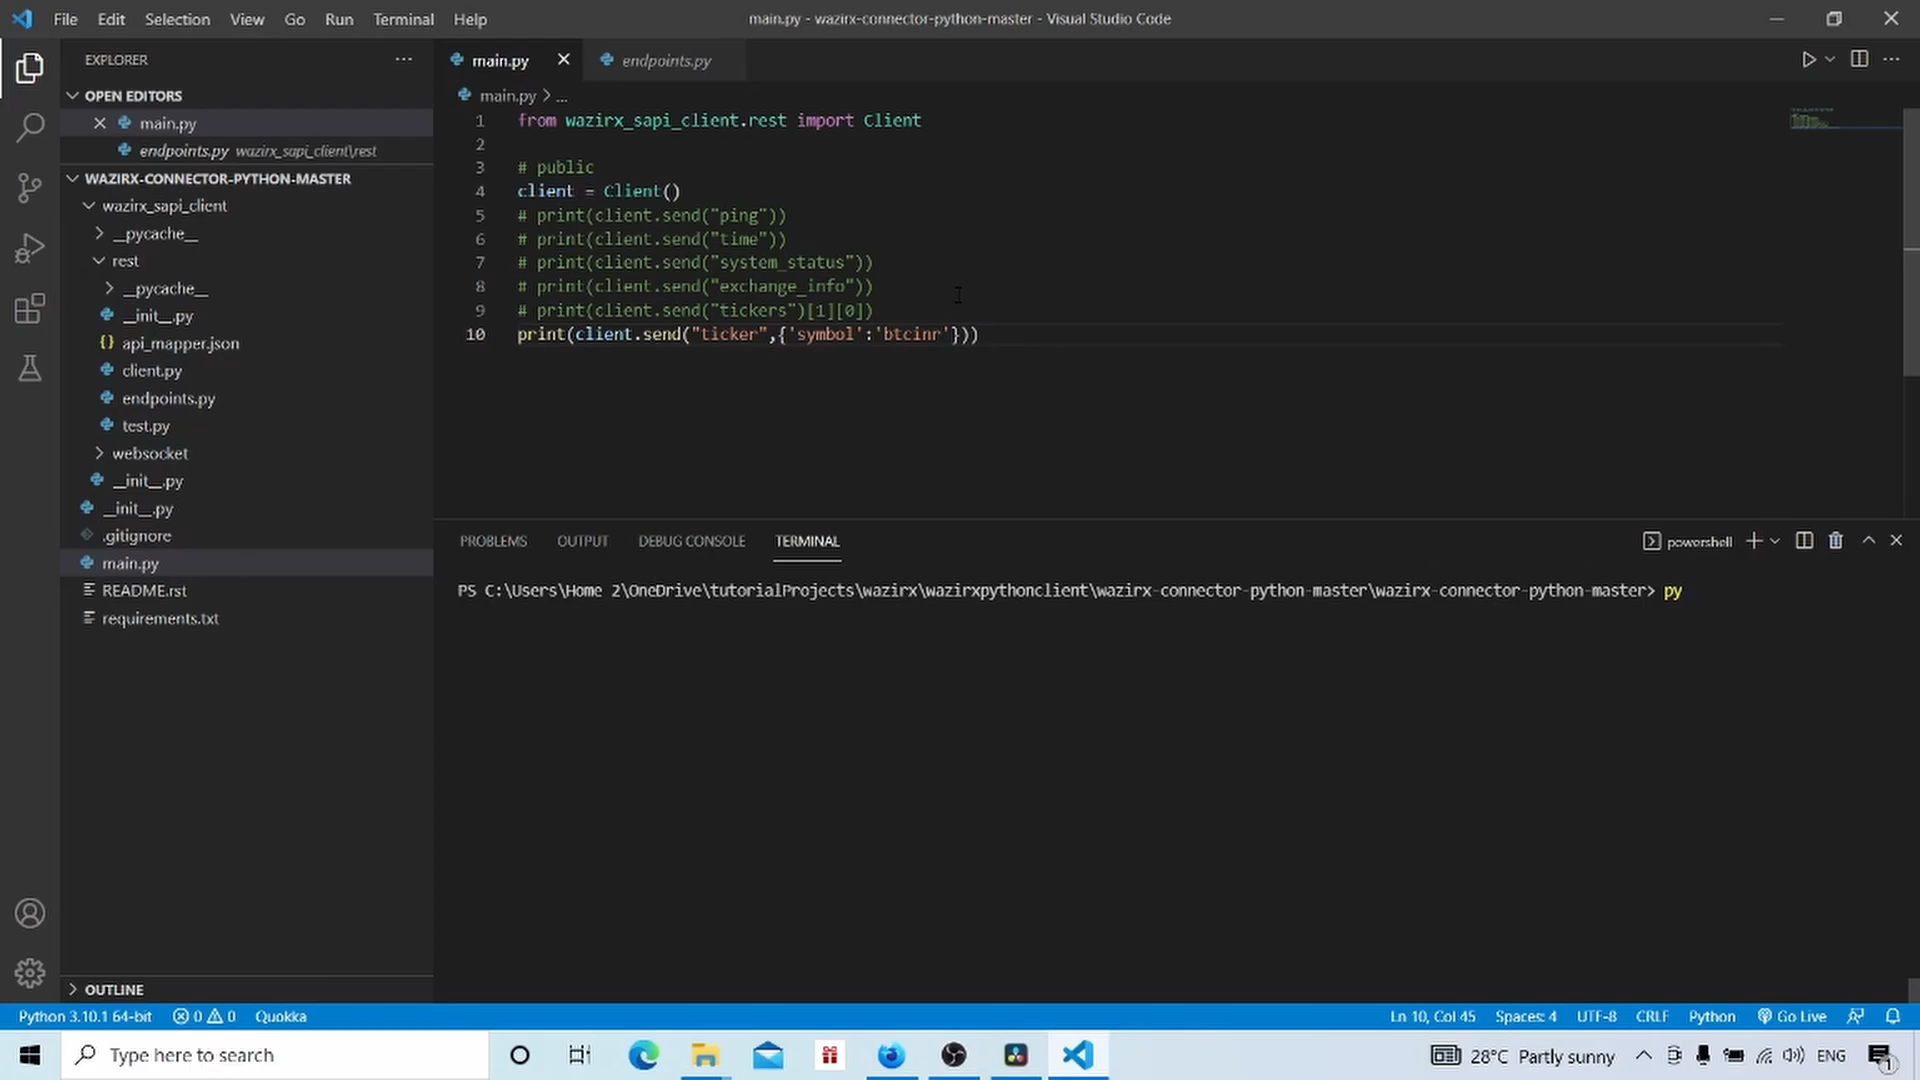 File Edit Selection View Go Run Terminal Help
main.py - wazirx-connector-python-master - Visual Studio Code
EXPLORER
OPEN EDITORS
main.py
endpoints.py wazirx_sapi_client\rest
WAZIRX-CONNECTOR-PYTHON-MASTER
wazirx_sapi_client
__pycache__
rest
__pycache__
__init__.py
{} api_mapper.json
client.py
endpoints.py
test.py
websocket
__init__.py
__init__.py
.gitignore
main.py
README.rst
requirements.txt
OUTLINE
main.py
endpoints.py
main.py > ...
1 from wazirx_sapi_client.rest import Client
2
3 # public
4 client = Client()
5 # print(client.send("ping"))
6 # print(client.send("time"))
7 # print(client.send("system_status"))
8 # print(client.send("exchange_info"))
9 # print(client.send("tickers")[1][0])
10 print(client.send("ticker",{'symbol':'btcinr'}))
PROBLEMS OUTPUT DEBUG CONSOLE TERMINAL
powershell
PS C:\Users\Home 2\OneDrive\tutorialProjects\wazirx\wazirxpythonclient\wazirx-connector-python-master\wazirx-connector-python-master> py
Python 3.10.1 64-bit 0 0 Quokka
Ln 10, Col 45 Spaces: 4 UTF-8 CRLF Python Go Live
Type here to search
28°C Partly sunny ENG
1